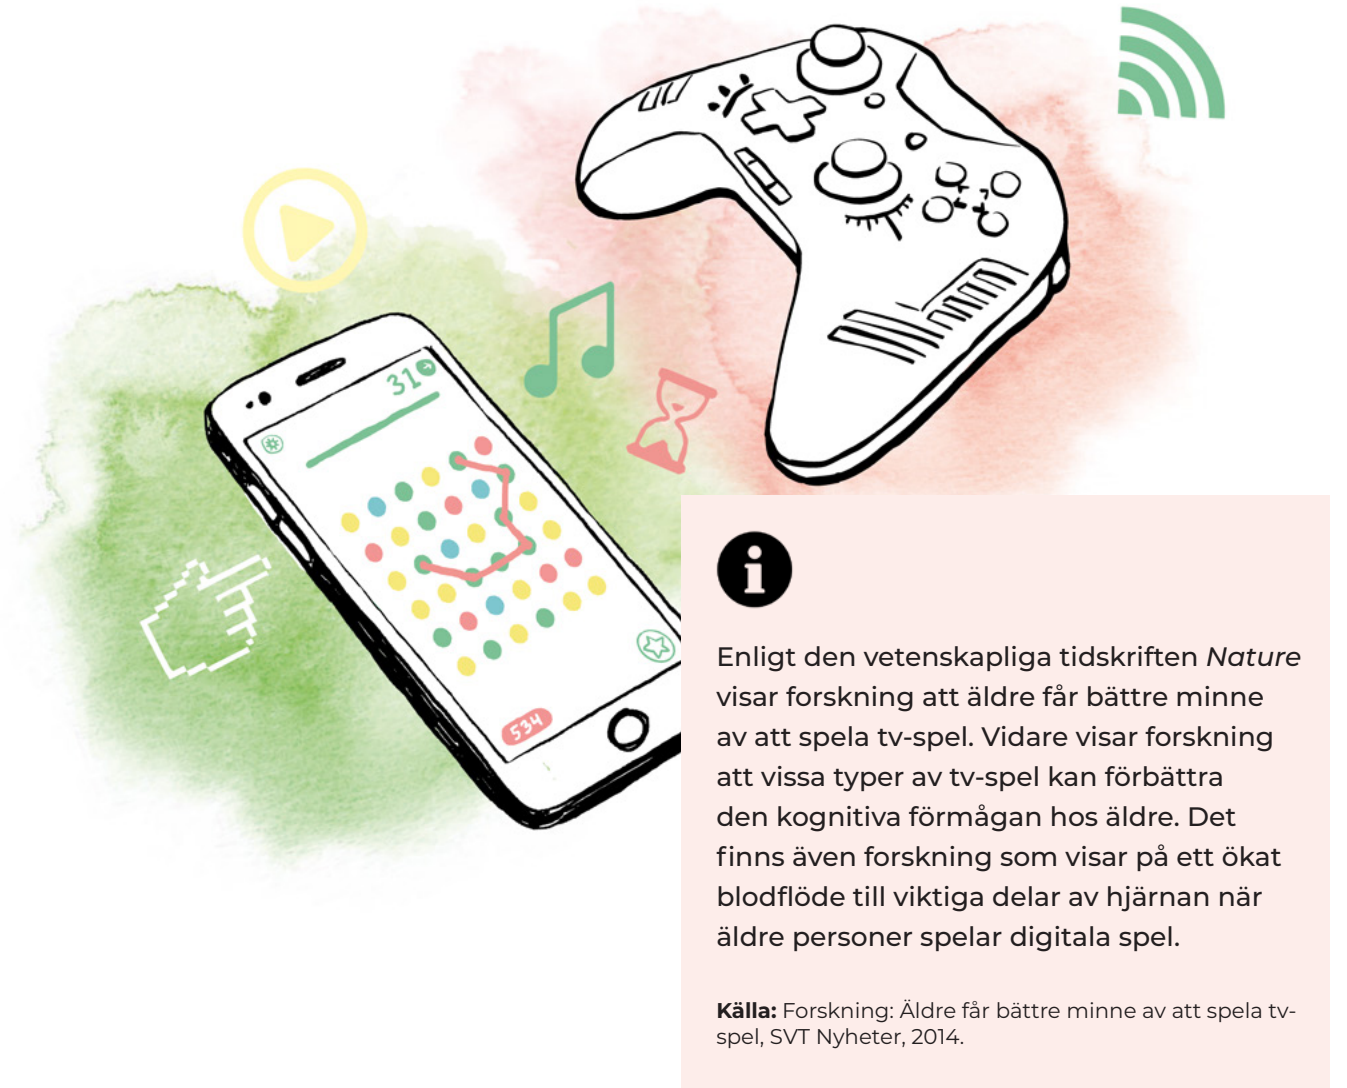 31
534
Enligt den vetenskapliga tidskriften Nature
visar forskning att äldre får bättre minne
av att spela tv-spel. Vidare visar forskning
att vissa typer av tv-spel kan förbättra
den kognitiva förmågan hos äldre. Det
finns även forskning som visar på ett ökat
blodflöde till viktiga delar av hjärnan när
äldre personer spelar digitala spel.
Källa: Forskning: Äldre får bättre minne av att spela tv-
spel, SVT Nyheter, 2014.